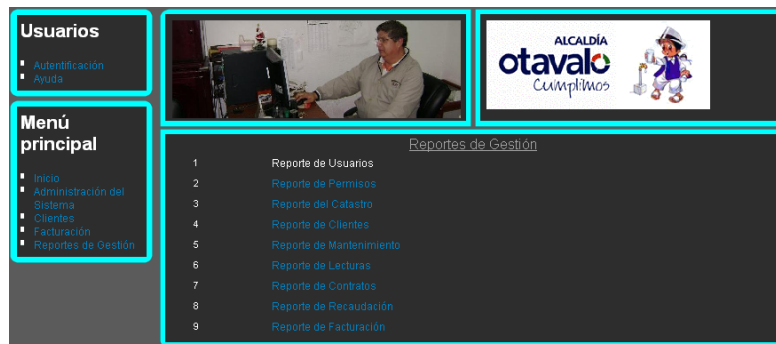 Usuarios
Autentificación
Ayuda
Menú
principal
Inicio
Administración del
Sistema
Clientes
Facturación
Reportes de Gestión
ALCALDÍA
otavalo
Cumplimos
Reportes de Gestión
1 Reporte de Usuarios
2 Reporte de Permisos
3 Reporte del Catastro
4 Reporte de Clientes
5 Reporte de Mantenimiento
6 Reporte de Lecturas
7 Reporte de Contratos
8 Reporte de Recaudación
9 Reporte de Facturación